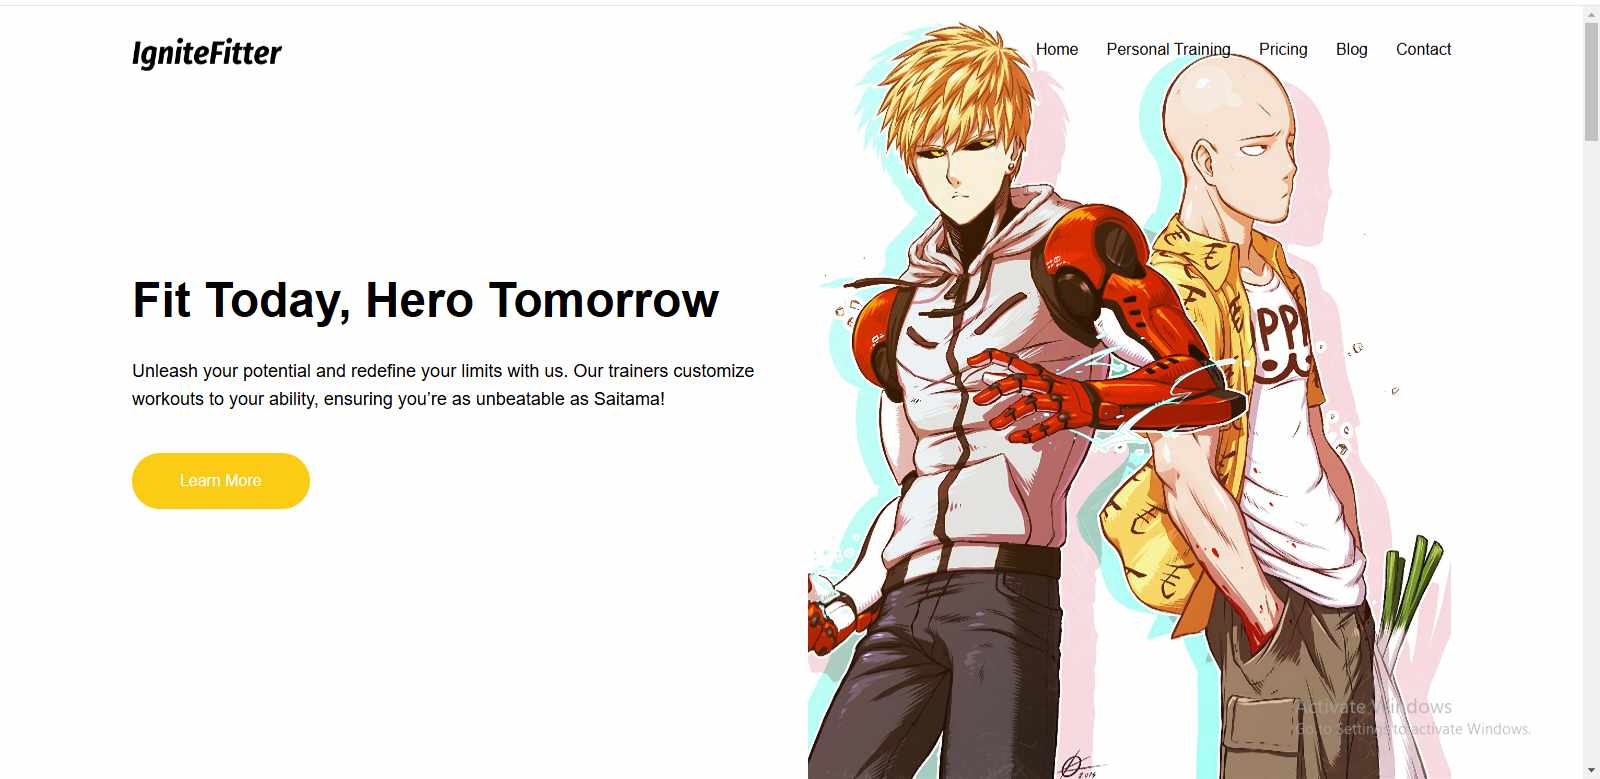 IgniteFitter
Home Personal Training Pricing Blog Contact
Fit Today, Hero Tomorrow
Unleash your potential and redefine your limits with us. Our trainers customize
workouts to your ability, ensuring you’re as unbeatable as Saitama!
Learn More
OPPA
Activate Windows
Go to Settings to activate Windows.
2015